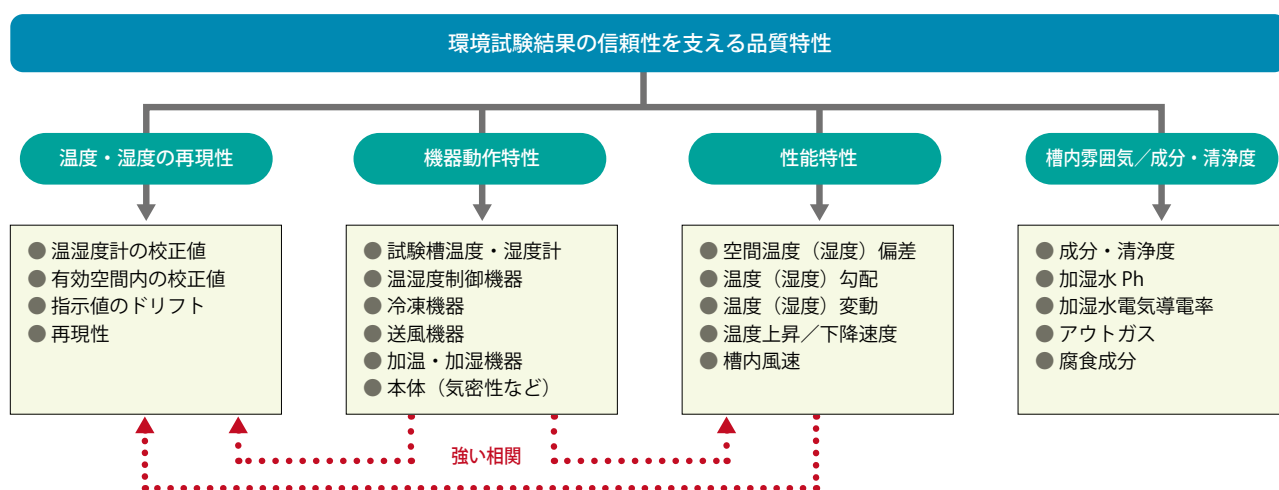 環境試験結果の信頼性を支える品質特性
温度・湿度の再現性
機器動作特性
性能特性
槽内雰囲気／成分・清浄度
● 温湿度計の校正値
● 有効空間内の校正値
● 指示値のドリフト
● 再現性
● 試験槽温度・湿度計
● 温湿度制御機器
● 冷凍機器
● 送風機器
● 加温・加湿機器
● 本体（気密性など）
● 空間温度（湿度）偏差
● 温度（湿度）勾配
● 温度（湿度）変動
● 温度上昇／下降速度
● 槽内風速
● 成分・清浄度
● 加湿水 Ph
● 加湿水電気導電率
● アウトガス
● 腐食成分
強い相関